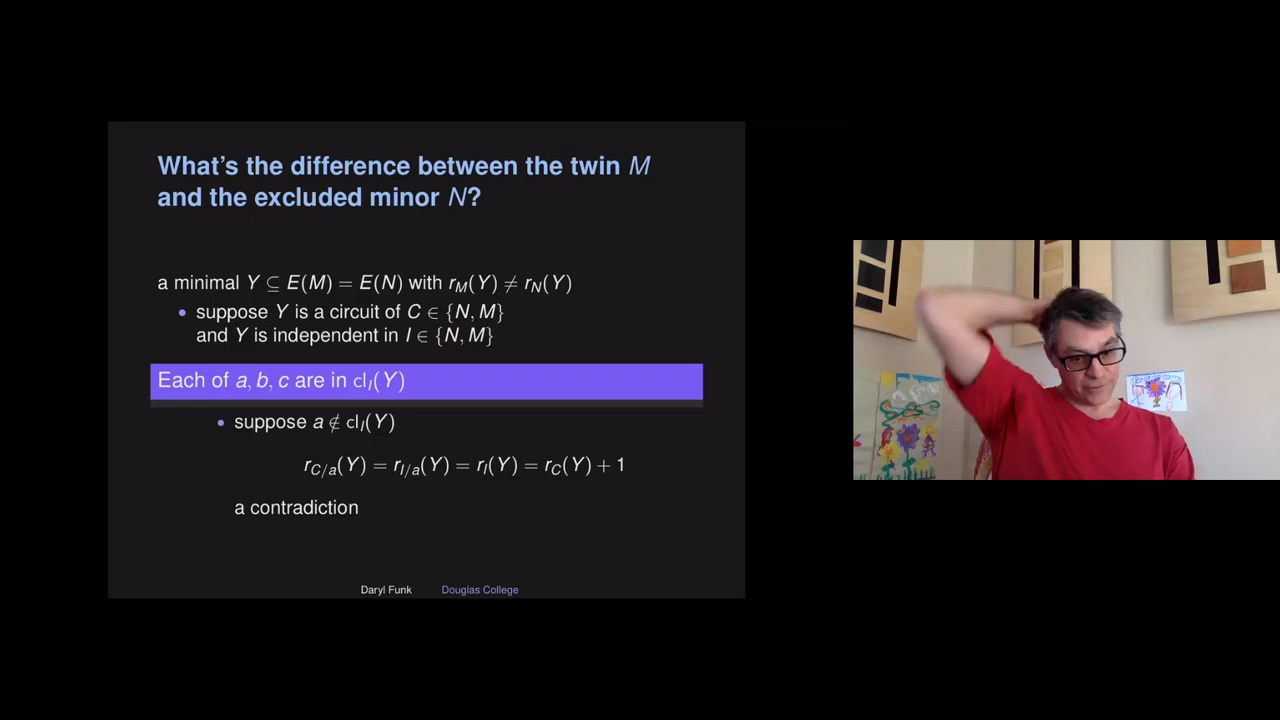 What's the difference between the twin M
and the excluded minor N?
a minimal Y ⊆ E(M) = E(N) with r_M(Y) ≠ r_N(Y)
• suppose Y is a circuit of C ∈ {N, M}
and Y is independent in I ∈ {N, M}
Each of a, b, c are in cl_I(Y)
• suppose a ∉ cl_I(Y)
r_{C/a}(Y) = r_{I/a}(Y) = r_I(Y) = r_C(Y) + 1
a contradiction
Daryl Funk Douglas College